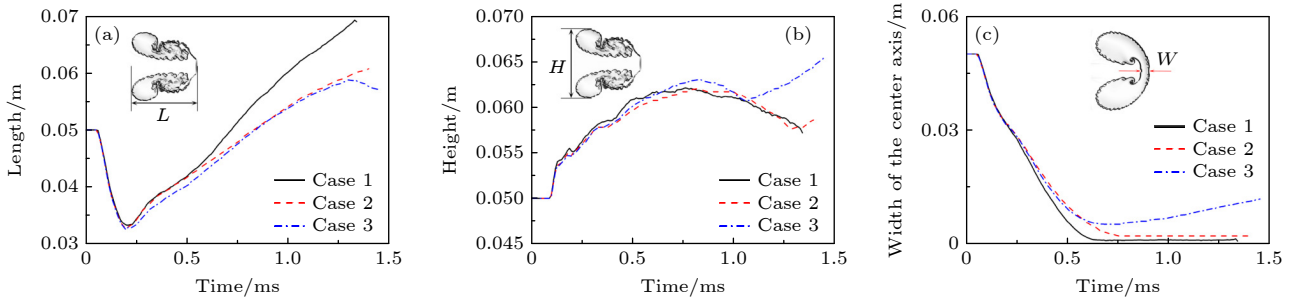 (a)
L
Case 1
Case 2
Case 3
0.07
0.06
0.05
0.04
0.03
0
0.5
1.0
1.5
Length/m
Time/ms
(b)
H
Case 1
Case 2
Case 3
0.065
0.060
0.055
0.050
0.045
0
0.5
1.0
1.5
Height/m
Time/ms
(c)
W
Case 1
Case 2
Case 3
0.06
0.03
0
0
0.5
1.0
1.5
Width of the center axis/m
Time/ms